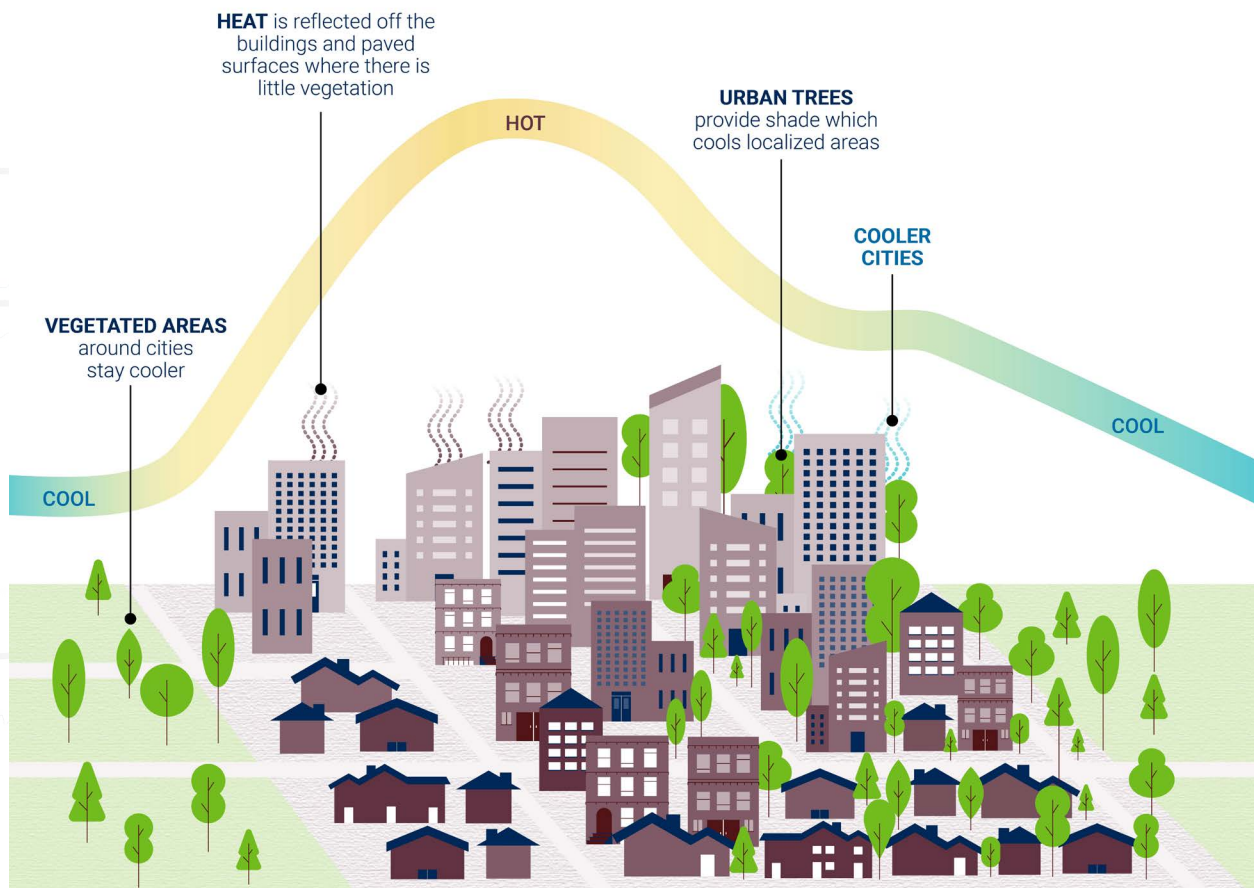 HEAT is reflected off the
buildings and paved
surfaces where there is
little vegetation
HOT
URBAN TREES
provide shade which
cools localized areas
COOLER
CITIES
VEGETATED AREAS
around cities
stay cooler
COOL
COOL